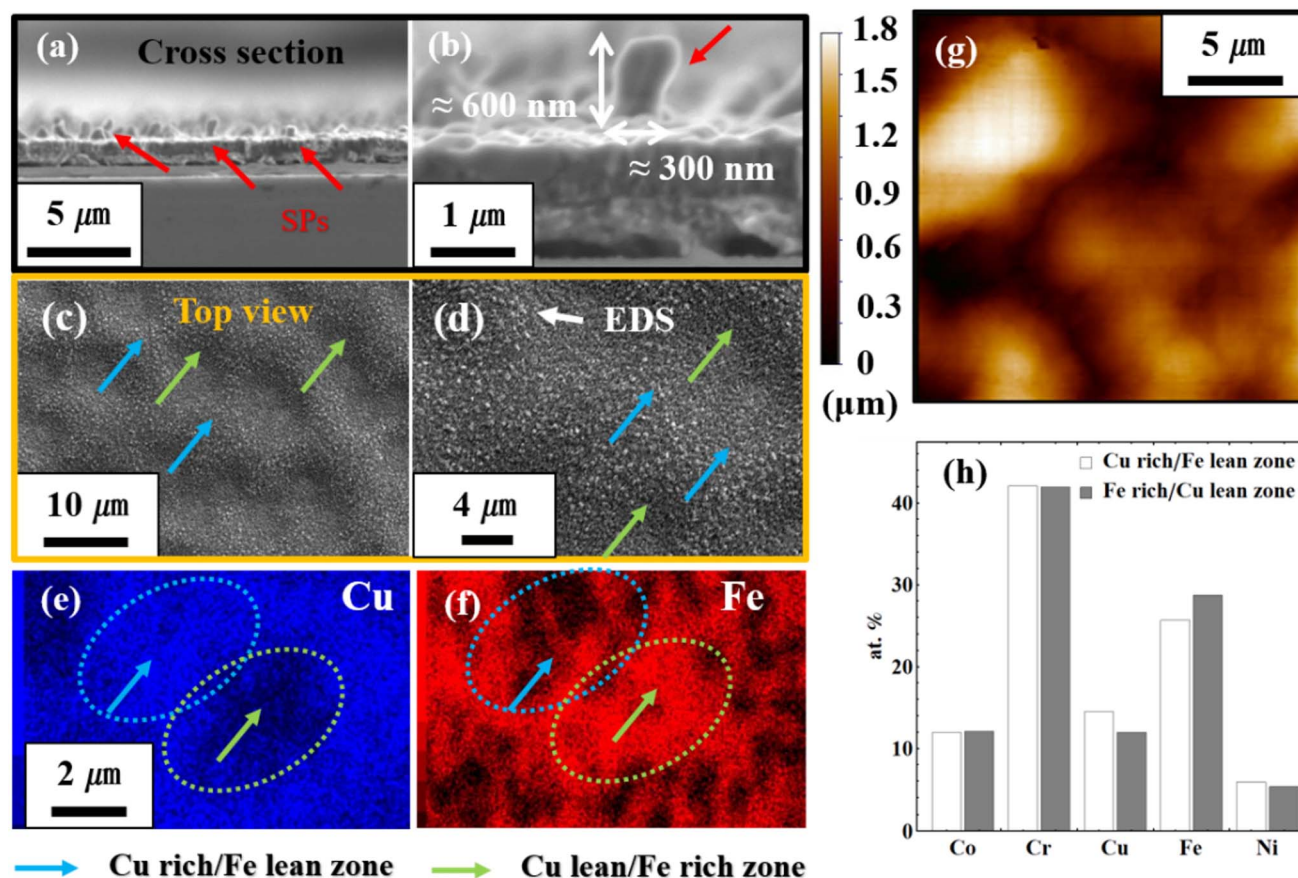 (a)
Cross section
5 μm
SPs
(b)
≈ 600 nm
≈ 300 nm
1 μm
(c)
Top view
10 μm
(d)
EDS
4 μm
(e)
Cu
2 μm
(f)
Fe
Cu rich/Fe lean zone
Cu lean/Fe rich zone
1.8
1.2
0.9
0.6
0.3
0
(μm)
(g)
5 μm
(h)
Cu rich/Fe lean zone
Fe rich/Cu lean zone
at. %
40
30
20
10
0
Co Cr Cu Fe Ni